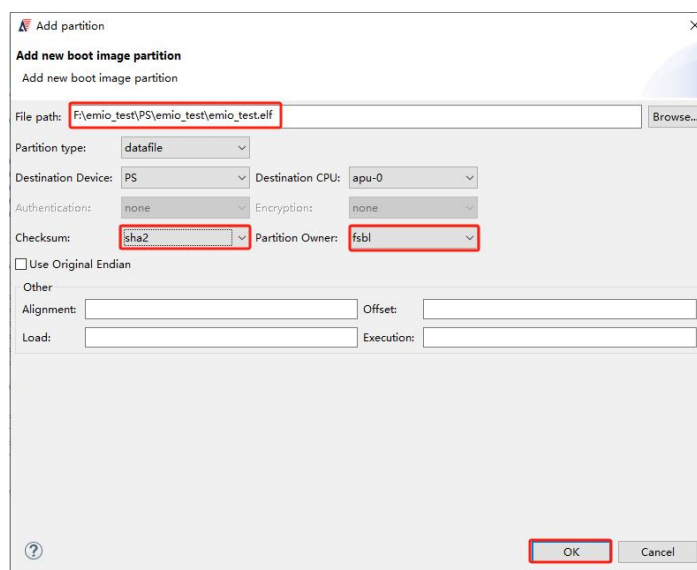 Add partition
Add new boot image partition
Add new boot image partition
File path: F:\emio_test\PS\emio_test\emio_test.elf Browse...
Partition type: datafile
Destination Device: PS Destination CPU: apu-0
Authentication: none Encryption: none
Checksum: sha2 Partition Owner: fsbl
Use Original Endian
Other
Alignment: Offset:
Load: Execution:
? OK Cancel